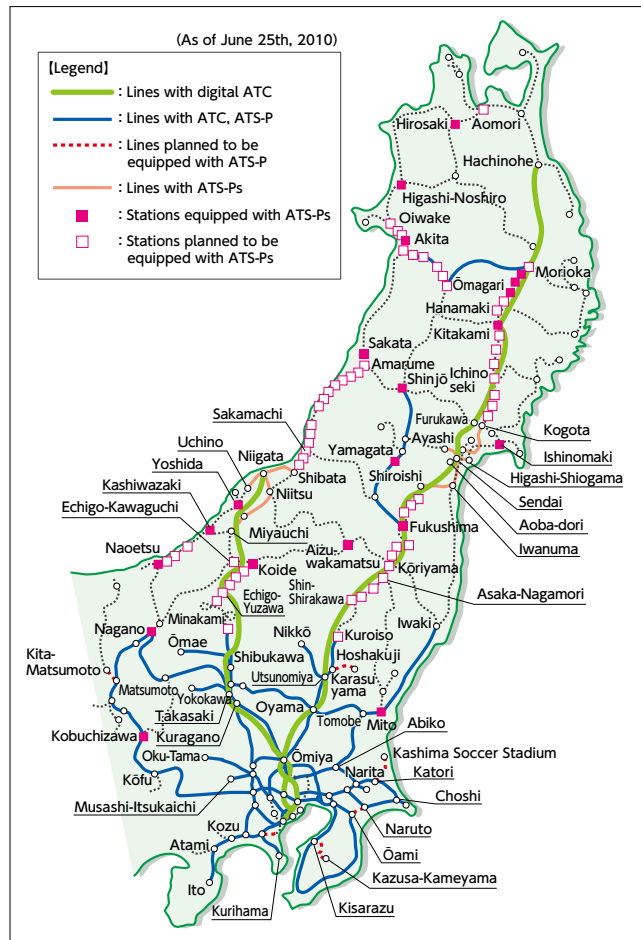 (As of June 25th, 2010)
【Legend】
: Lines with digital ATC
: Lines with ATC, ATS-P
: Lines planned to be
equipped with ATS-P
: Lines with ATS-Ps
: Stations equipped with ATS-Ps
: Stations planned to be
equipped with ATS-Ps
Hirosaki
Aomori
Hachinohe
Higashi-Noshiro
Oiwake
Akita
Morioka
Ōmagari
Hanamaki
Kitakami
Sakata
Amarume
Shinjō
Ichino
seki
Sakamachi
Furukawa
Kogota
Uchino
Ayashi
Niigata
Yamagata
Ishinomaki
Yoshida
Shibata
Shiroishi
Higashi-Shiogama
Kashiwazaki
Niitsu
Sendai
Echigo-Kawaguchi
Aoba-dori
Miyauchi
Fukushima
Iwanuma
Naoetsu
Aizu-
wakamatsu
Koide
Kōriyama
Echigo-
Yuzawa
Shin-
Shirakawa
Asaka-Nagamori
Minakami
Iwaki
Nagano
Nikkō
Kuroiso
Ōmae
Hoshakuji
Kita-
Matsumoto
Shibukawa
Utsunomiya
Karasu
yama
Matsumoto
Yokokawa
Oyama
Tomobe
Takasaki
Mito
Abiko
Kobuchizawa
Kuragano
Ōmiya
Kashima Soccer Stadium
Oku-Tama
Narita
Katori
Kōfu
Choshi
Musashi-Itsukaichi
Kozu
Naruto
Atami
Ōami
Ito
Kazusa-Kameyama
Kurihama
Kisarazu